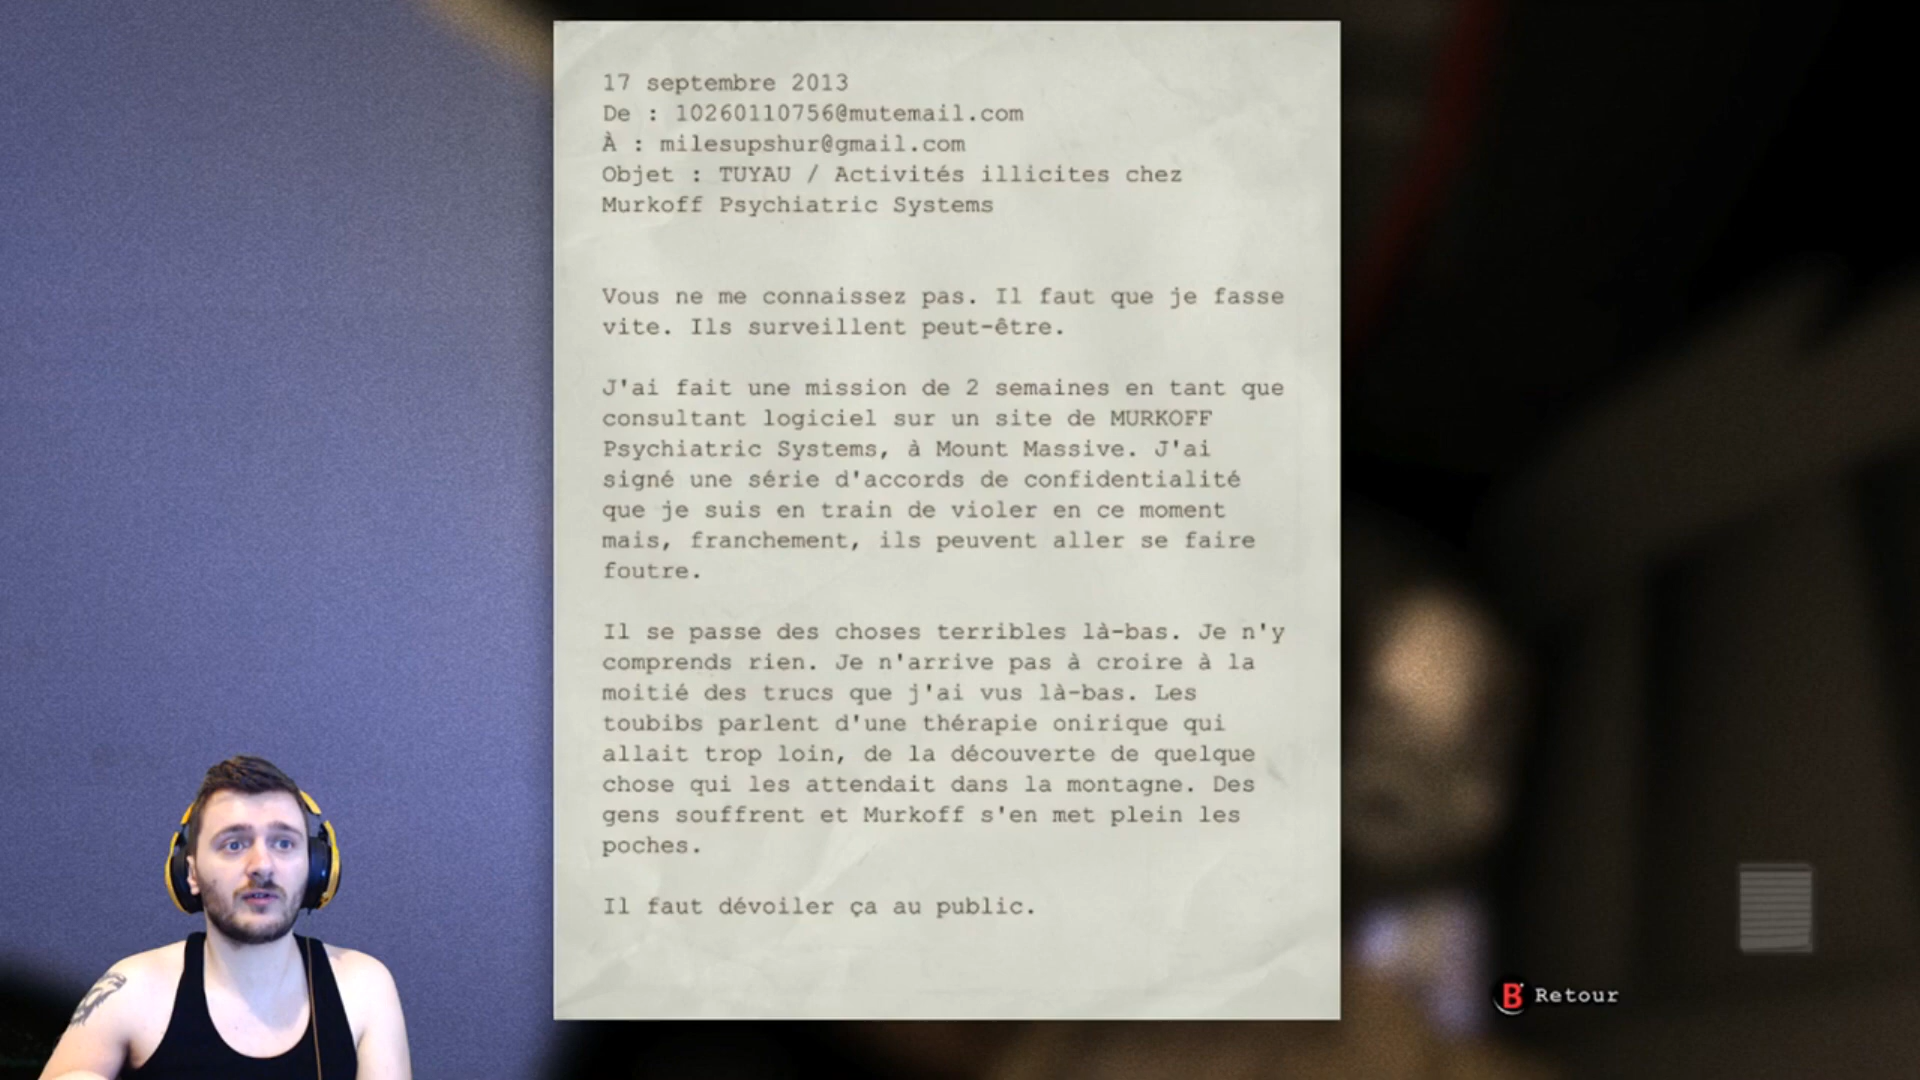 17 septembre 2013
De : 10260110756@mutemail.com
À : milesupshur@gmail.com
Objet : TUYAU / Activités illicites chez
Murkoff Psychiatric Systems
Vous ne me connaissez pas. Il faut que je fasse
vite. Ils surveillent peut-être.
J'ai fait une mission de 2 semaines en tant que
consultant logiciel sur un site de MURKOFF
Psychiatric Systems, à Mount Massive. J'ai
signé une série d'accords de confidentialité
que je suis en train de violer en ce moment
mais, franchement, ils peuvent aller se faire
foutre.
Il se passe des choses terribles là-bas. Je n'y
comprends rien. Je n'arrive pas à croire à la
moitié des trucs que j'ai vus là-bas. Les
toubibs parlent d'une thérapie onirique qui
allait trop loin, de la découverte de quelque
chose qui les attendait dans la montagne. Des
gens souffrent et Murkoff s'en met plein les
poches.
Il faut dévoiler ça au public.
B Retour